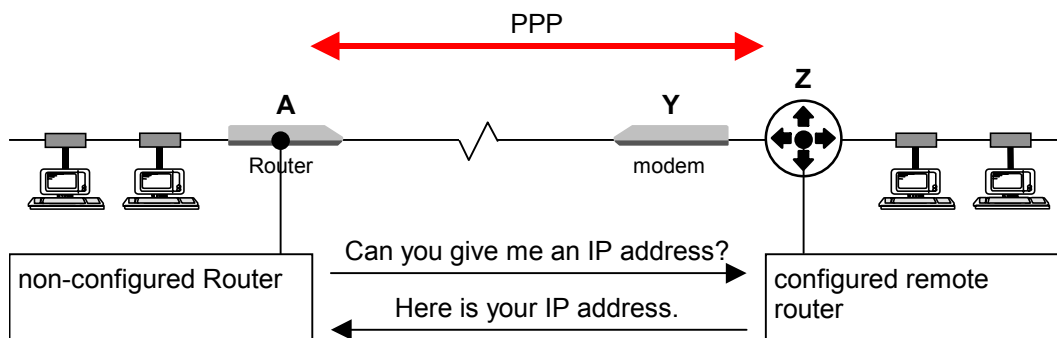 PPP
A
Y
Z
Router
modem
non-configured Router
Can you give me an IP address?
Here is your IP address.
configured remote
router